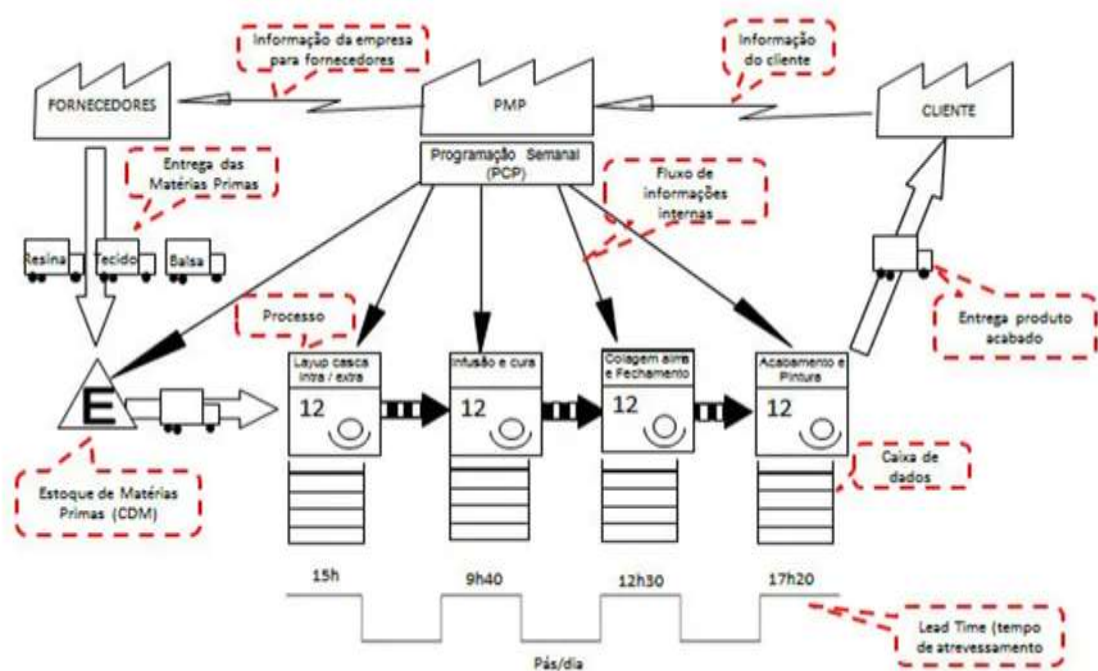 Informação da empresa
para fornecedores
Informação
do cliente
FORNECEDORES
PMP
CLIENTE
Programação Semanal
(PCP)
Entrega das
Matérias Primas
Fluxo de
informações
internas
Resina
Tecido
Balsa
Processo
Entrega produto
acabado
Layup casca
intra / extra
Infusão e cura
Colagem alma
e Fechamento
Acabamento e
Pintura
E
12
12
12
12
Caixa de
dados
Estoque de Matérias
Primas (CDM)
15h
9h40
12h30
17h20
Lead Time (tempo
de atrevessamento
Pás/dia